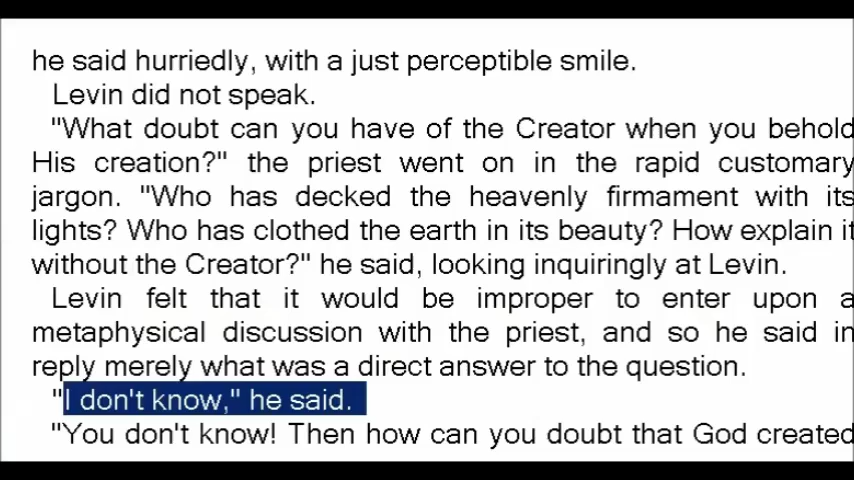 he said hurriedly, with a just perceptible smile.
Levin did not speak.
"What doubt can you have of the Creator when you behold
His creation?" the priest went on in the rapid customary
jargon. "Who has decked the heavenly firmament with its
lights? Who has clothed the earth in its beauty? How explain it
without the Creator?" he said, looking inquiringly at Levin.
Levin felt that it would be improper to enter upon a
metaphysical discussion with the priest, and so he said in
reply merely what was a direct answer to the question.
"I don't know," he said.
"You don't know! Then how can you doubt that God created